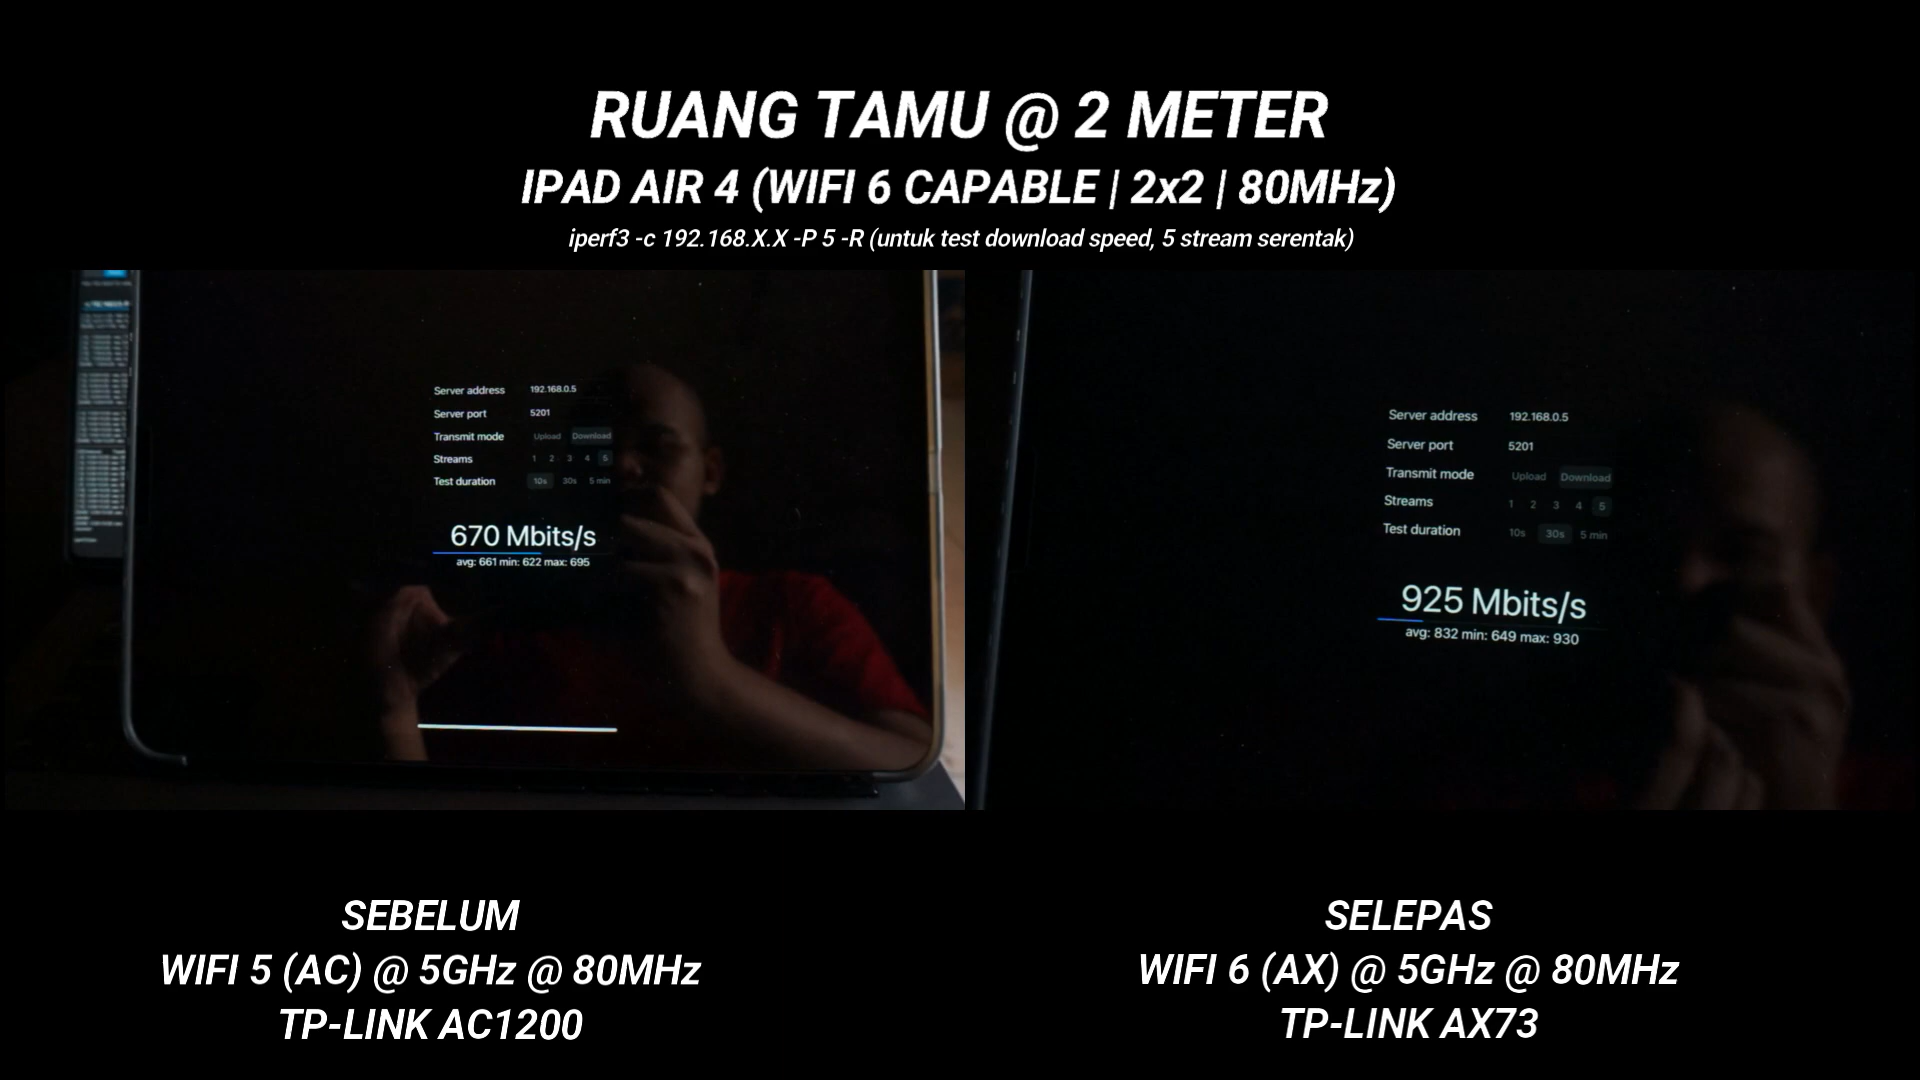 RUANG TAMU @ 2 METER
IPAD AIR 4 (WIFI 6 CAPABLE | 2x2 | 80MHz)
iperf3 -c 192.168.X.X -P 5 -R (untuk test download speed, 5 stream serentak)
Server address 192.168.0.5
Server port 5201
Transmit mode Upload Download
Streams 1 2 3 4 5
Test duration 10s 30s 5 min
670 Mbits/s
avg: 661 min: 622 max: 695
Server address 192.168.0.5
Server port 5201
Transmit mode Upload Download
Streams 1 2 3 4 5
Test duration 10s 30s 5 min
925 Mbits/s
avg: 832 min: 649 max: 930
SEBELUM
WIFI 5 (AC) @ 5GHz @ 80MHz
TP-LINK AC1200
SELEPAS
WIFI 6 (AX) @ 5GHz @ 80MHz
TP-LINK AX73